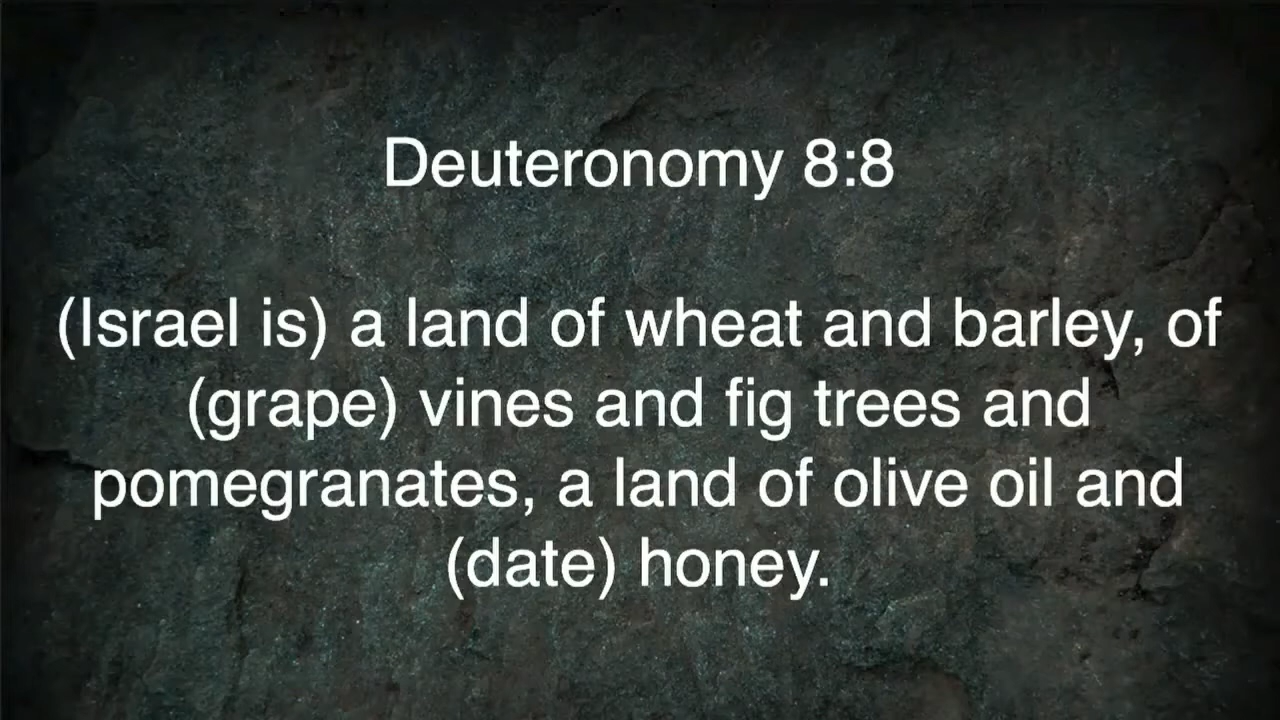 Deuteronomy 8:8
(Israel is) a land of wheat and barley, of
(grape) vines and fig trees and
pomegranates, a land of olive oil and
(date) honey.